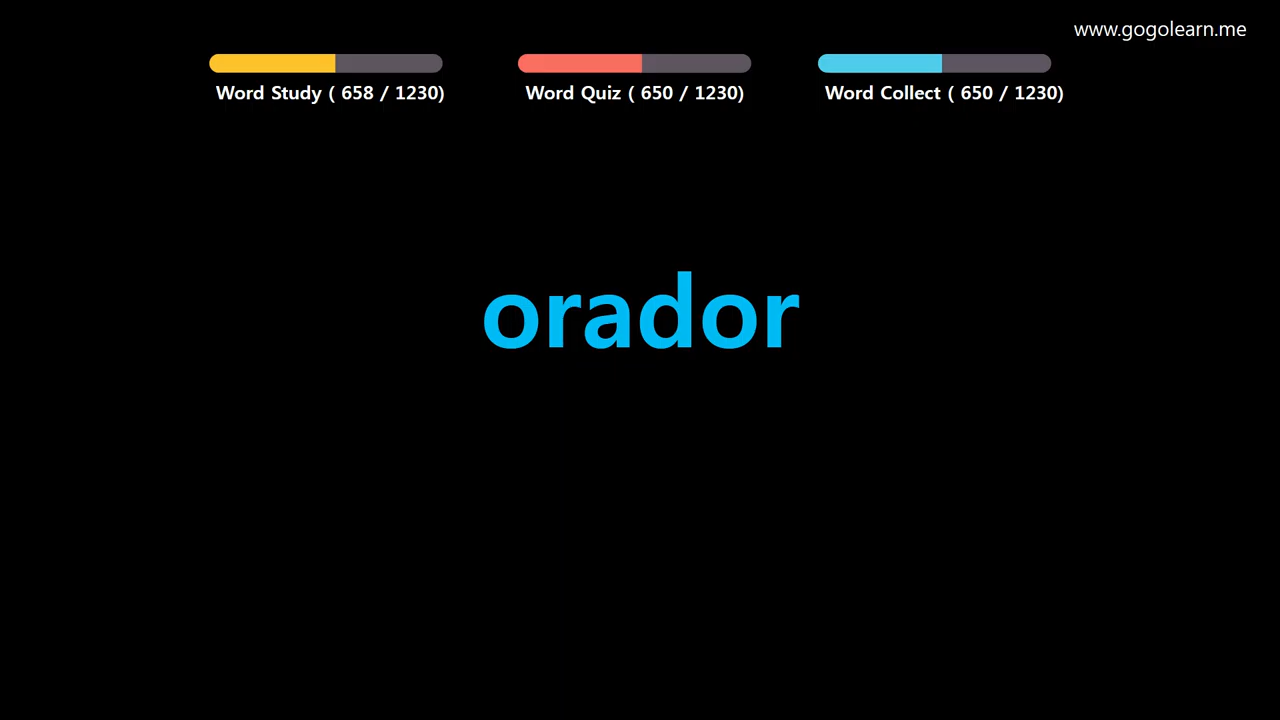 www.gogolearn.me
Word Study ( 658 / 1230)
Word Quiz ( 650 / 1230)
Word Collect ( 650 / 1230)
orador